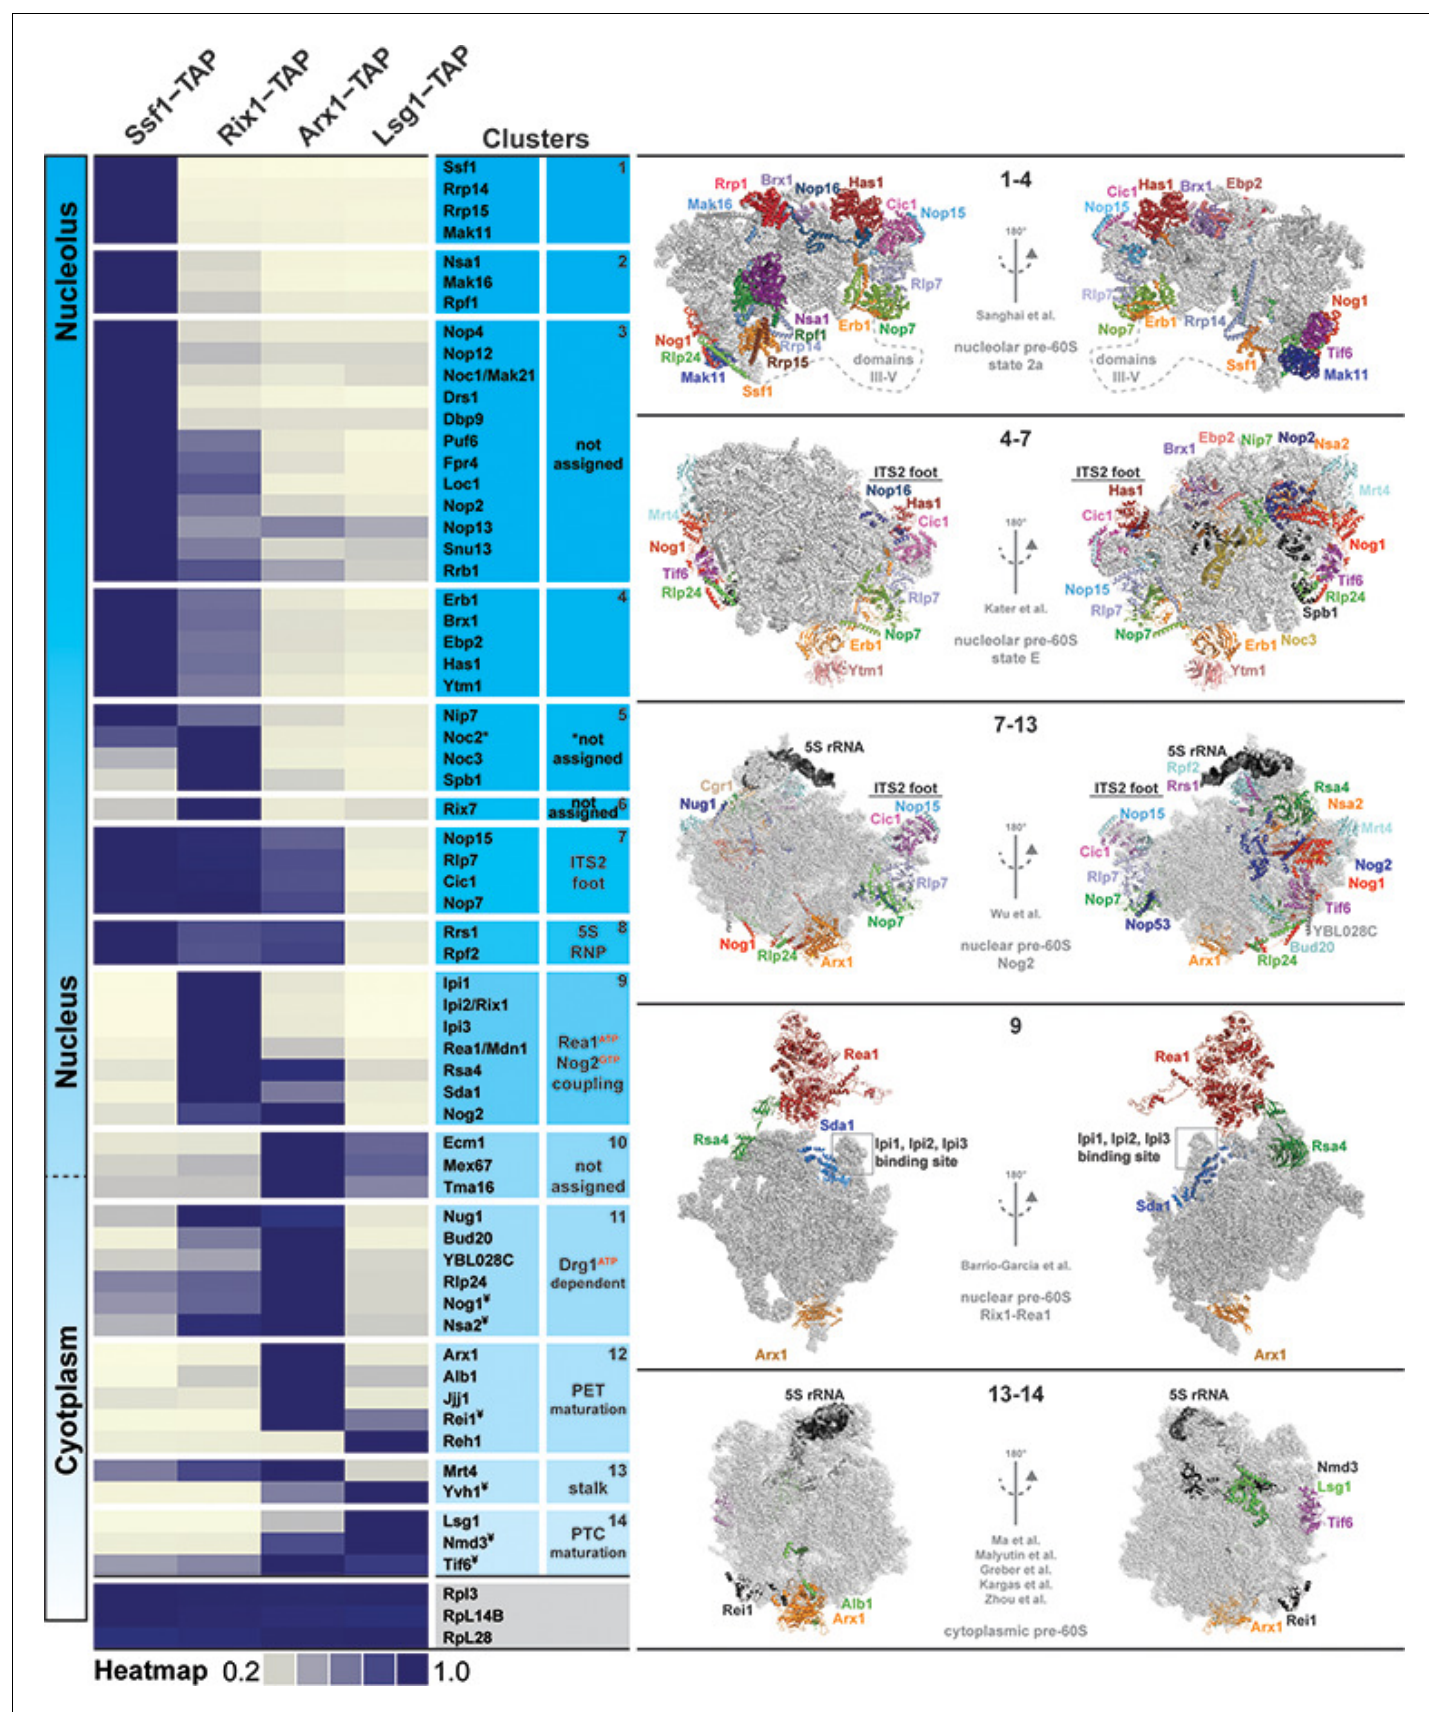 Ssf1–TAP
Rix1–TAP
Arx1–TAP
Lsg1–TAP
Clusters
Nucleolus
Nucleus
Cyotplasm
Ssf1
Rrp14
Rrp15
Mak11
1
Nsa1
Mak16
Rpf1
2
Nop4
Nop12
Noc1/Mak21
Drs1
Dbp9
Puf6
Fpr4
Loc1
Nop2
Nop13
Snu13
Rrb1
3
not
assigned
Erb1
Brx1
Ebp2
Has1
Ytm1
4
Nip7
Noc2*
Noc3
Spb1
5
*not
assigned
Rix7
6
not
assigned
Nop15
Rlp7
Cic1
Nop7
7
ITS2
foot
Rrs1
Rpf2
8
5S
RNP
Ipi1
Ipi2/Rix1
Ipi3
Rea1/Mdn1
Rsa4
Sda1
Nog2
9
Rea1ATP
Nog2GTP
coupling
Ecm1
Mex67
Tma16
10
not
assigned
Nug1
Bud20
YBL028C
Rlp24
Nog1¥
Nsa2¥
11
Drg1ATP
dependent
Arx1
Alb1
Jjj1
Rei1¥
Reh1
12
PET
maturation
Mrt4
Yvh1¥
13
stalk
Lsg1
Nmd3¥
Tif6¥
14
PTC
maturation
Rpl3
RpL14B
RpL28
Heatmap 0.2 1.0
1-4
Rrp1
Brx1
Nop16
Has1
Mak16
Cic1
Nop15
Rlp7
Nsa1
Rpf1
Rrp14
Rrp15
Erb1
Nop7
Nog1
Rlp24
Mak11
Ssf1
domains
III-V
180°
Sanghai et al.
nucleolar pre-60S
state 2a
Cic1
Has1
Brx1
Ebp2
Nop15
Rlp7
Nop7
Erb1
Rrp14
Nog1
Tif6
Ssf1
Mak11
domains
III-V
4-7
ITS2 foot
Nop16
Has1
Cic1
Mrt4
Nog1
Tif6
Rlp24
Rlp7
Nop7
Erb1
Ytm1
180°
Kater et al.
nucleolar pre-60S
state E
Brx1
Ebp2
Nip7
Nop2
Nsa2
ITS2 foot
Has1
Cic1
Mrt4
Nog1
Nop15
Rlp7
Nop7
Tif6
Rlp24
Spb1
Erb1
Noc3
Ytm1
7-13
5S rRNA
Cgr1
Nug1
ITS2 foot
Nop15
Cic1
Rlp7
Nop7
Nog1
Rlp24
Arx1
180°
Wu et al.
nuclear pre-60S
Nog2
5S rRNA
Rpf2
Rrs1
Rsa4
Nsa2
Mrt4
ITS2 foot
Nop15
Cic1
Rlp7
Nop7
Nop53
Nog2
Nog1
Tif6
YBL028C
Bud20
Rlp24
Arx1
9
Rea1
Sda1
Rsa4
Ipi1, Ipi2, Ipi3
binding site
Arx1
180°
Barrio-Garcia et al.
nuclear pre-60S
Rix1-Rea1
Rea1
Ipi1, Ipi2, Ipi3
binding site
Rsa4
Sda1
Arx1
13-14
5S rRNA
Rei1
Alb1
Arx1
180°
Ma et al.
Malyutin et al.
Greber et al.
Kargas et al.
Zhou et al.
cytoplasmic pre-60S
5S rRNA
Nmd3
Lsg1
Tif6
Arx1
Rei1